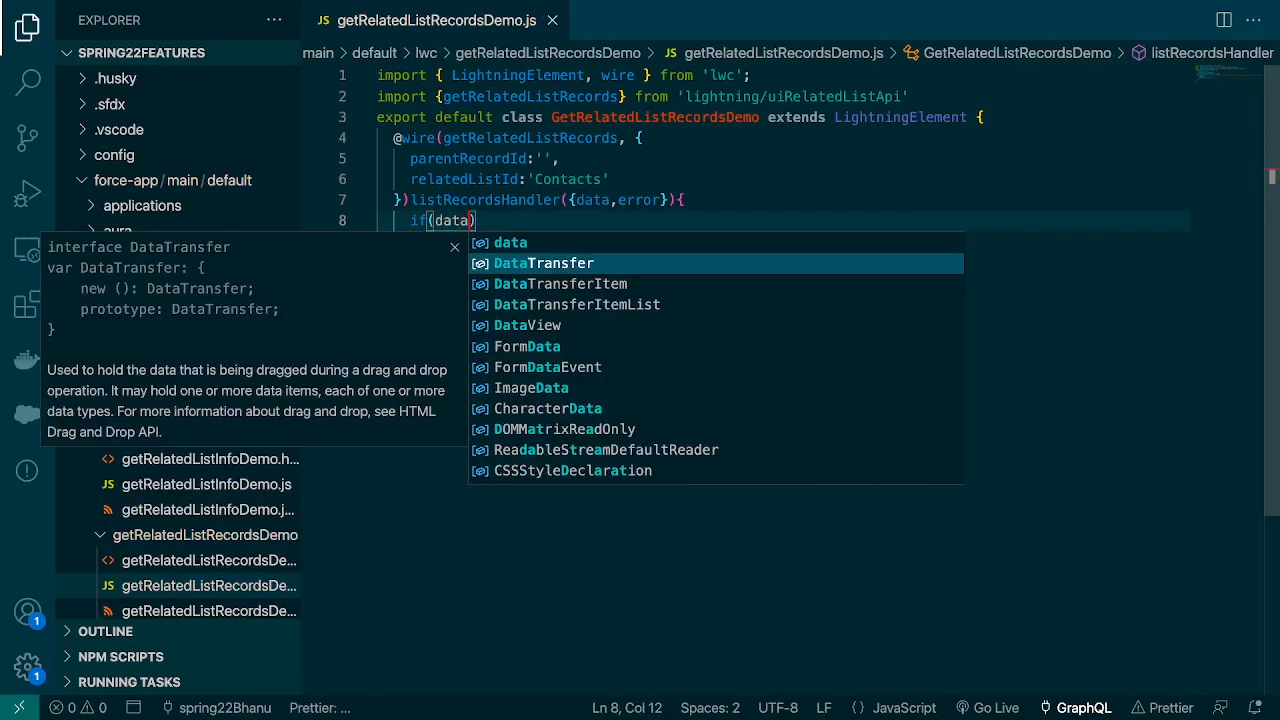 EXPLORER
···
JS getRelatedListRecordsDemo.js
···
SPRING22FEATURES
main > default > lwc > getRelatedListRecordsDemo > JS getRelatedListRecordsDemo.js > GetRelatedListRecordsDemo > listRecordsHandler
.husky
.sfdx
.vscode
config
force-app / main / default
applications
aura
1 import { LightningElement, wire } from 'lwc';
2 import {getRelatedListRecords} from 'lightning/uiRelatedListApi'
3 export default class GetRelatedListRecordsDemo extends LightningElement {
4 @wire(getRelatedListRecords, {
5 parentRecordId:'',
6 relatedListId:'Contacts'
7 })listRecordsHandler({data,error}){
8 if(data)
interface DataTransfer
var DataTransfer: {
new (): DataTransfer;
prototype: DataTransfer;
}
Used to hold the data that is being dragged during a drag and drop
operation. It may hold one or more data items, each of one or more
data types. For more information about drag and drop, see HTML
Drag and Drop API.
data
DataTransfer
DataTransferItem
DataTransferItemList
DataView
FormData
FormDataEvent
ImageData
CharacterData
DOMMatrixReadOnly
ReadableStreamDefaultReader
CSSStyleDeclaration
getRelatedListInfoDemo.h...
JS getRelatedListInfoDemo.js
getRelatedListInfoDemo.j...
getRelatedListRecordsDemo
getRelatedListRecordsDe...
JS getRelatedListRecordsDe...
getRelatedListRecordsDe...
1
OUTLINE
NPM SCRIPTS
1
RUNNING TASKS
0 0 spring22Bhanu Prettier: ... Ln 8, Col 12 Spaces: 2 UTF-8 LF {} JavaScript Go Live GraphQL Prettier